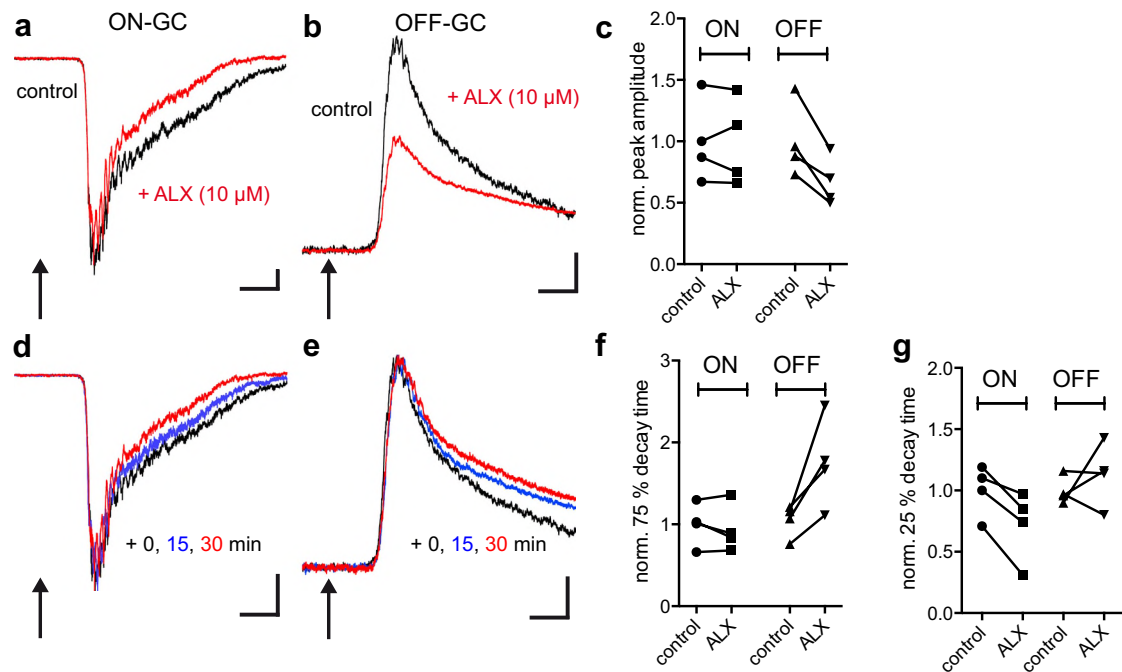 a
ON-GC
control
+ ALX (10 µM)
b
OFF-GC
control
+ ALX (10 µM)
c
norm. peak amplitude
2.0
1.5
1.0
0.5
0.0
ON
OFF
control
ALX
control
ALX
d
+ 0, 15, 30 min
e
+ 0, 15, 30 min
f
norm. 75 % decay time
3
2
1
0
ON
OFF
control
ALX
control
ALX
g
norm. 25 % decay time
2.0
1.5
1.0
0.5
0.0
ON
OFF
control
ALX
control
ALX